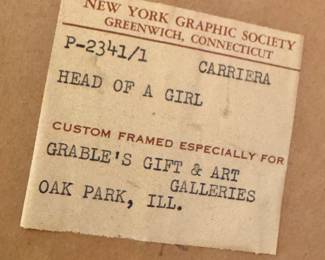 NEW YORK GRAPHIC SOCIETY
GREENWICH, CONNECTICUT
P-2341/1 CARRIERA
HEAD OF A GIRL
CUSTOM FRAMED ESPECIALLY FOR
GRABLE'S GIFT & ART
GALLERIES
OAK PARK, ILL.